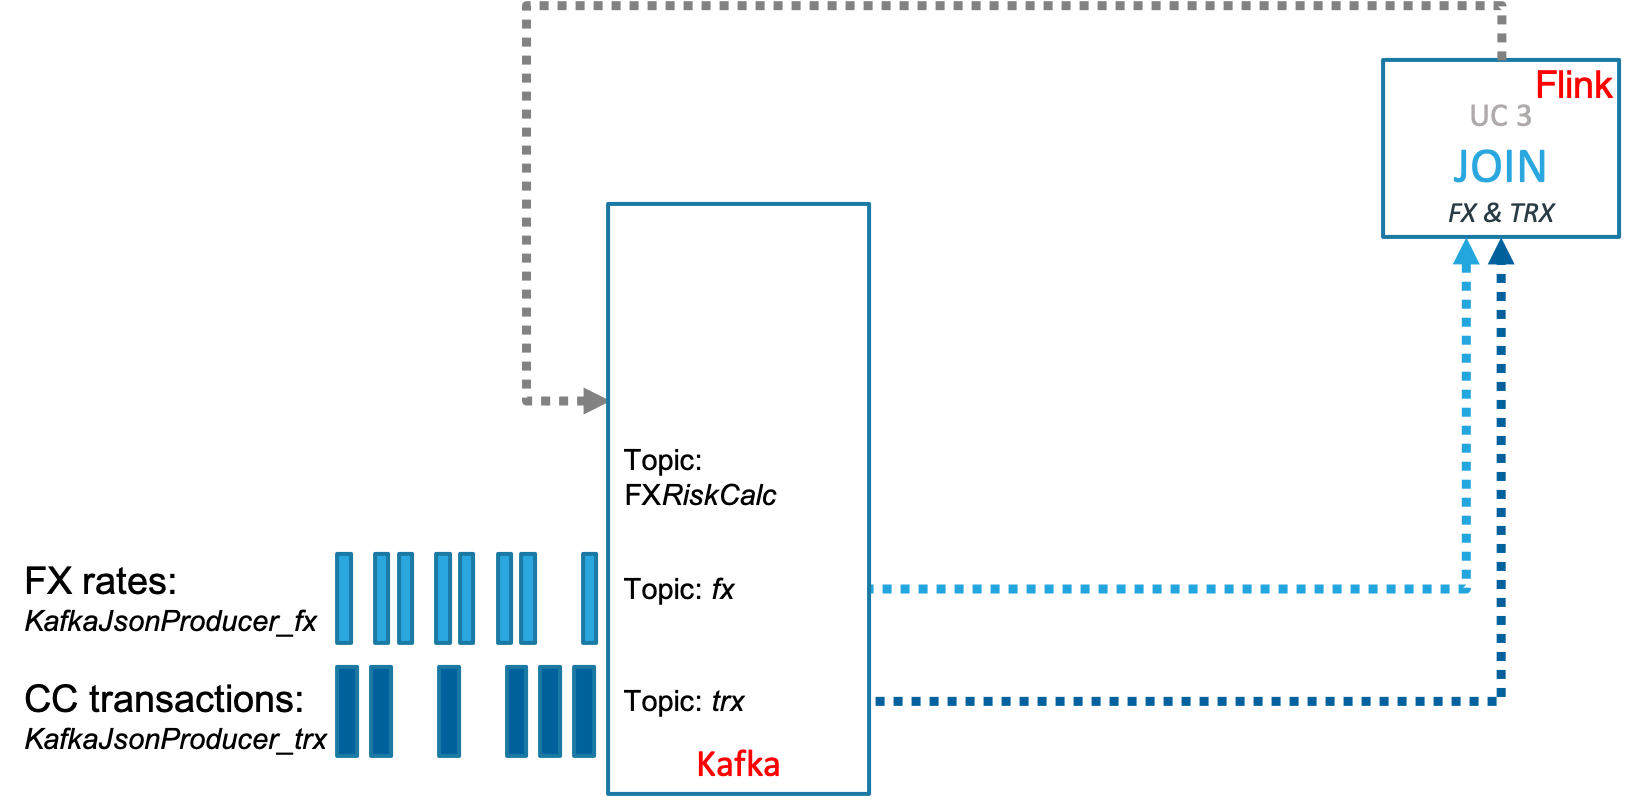 Flink
UC 3
JOIN
FX & TRX
Topic:
FXRiskCalc
FX rates:
KafkaJsonProducer_fx
Topic: fx
CC transactions:
KafkaJsonProducer_trx
Topic: trx
Kafka